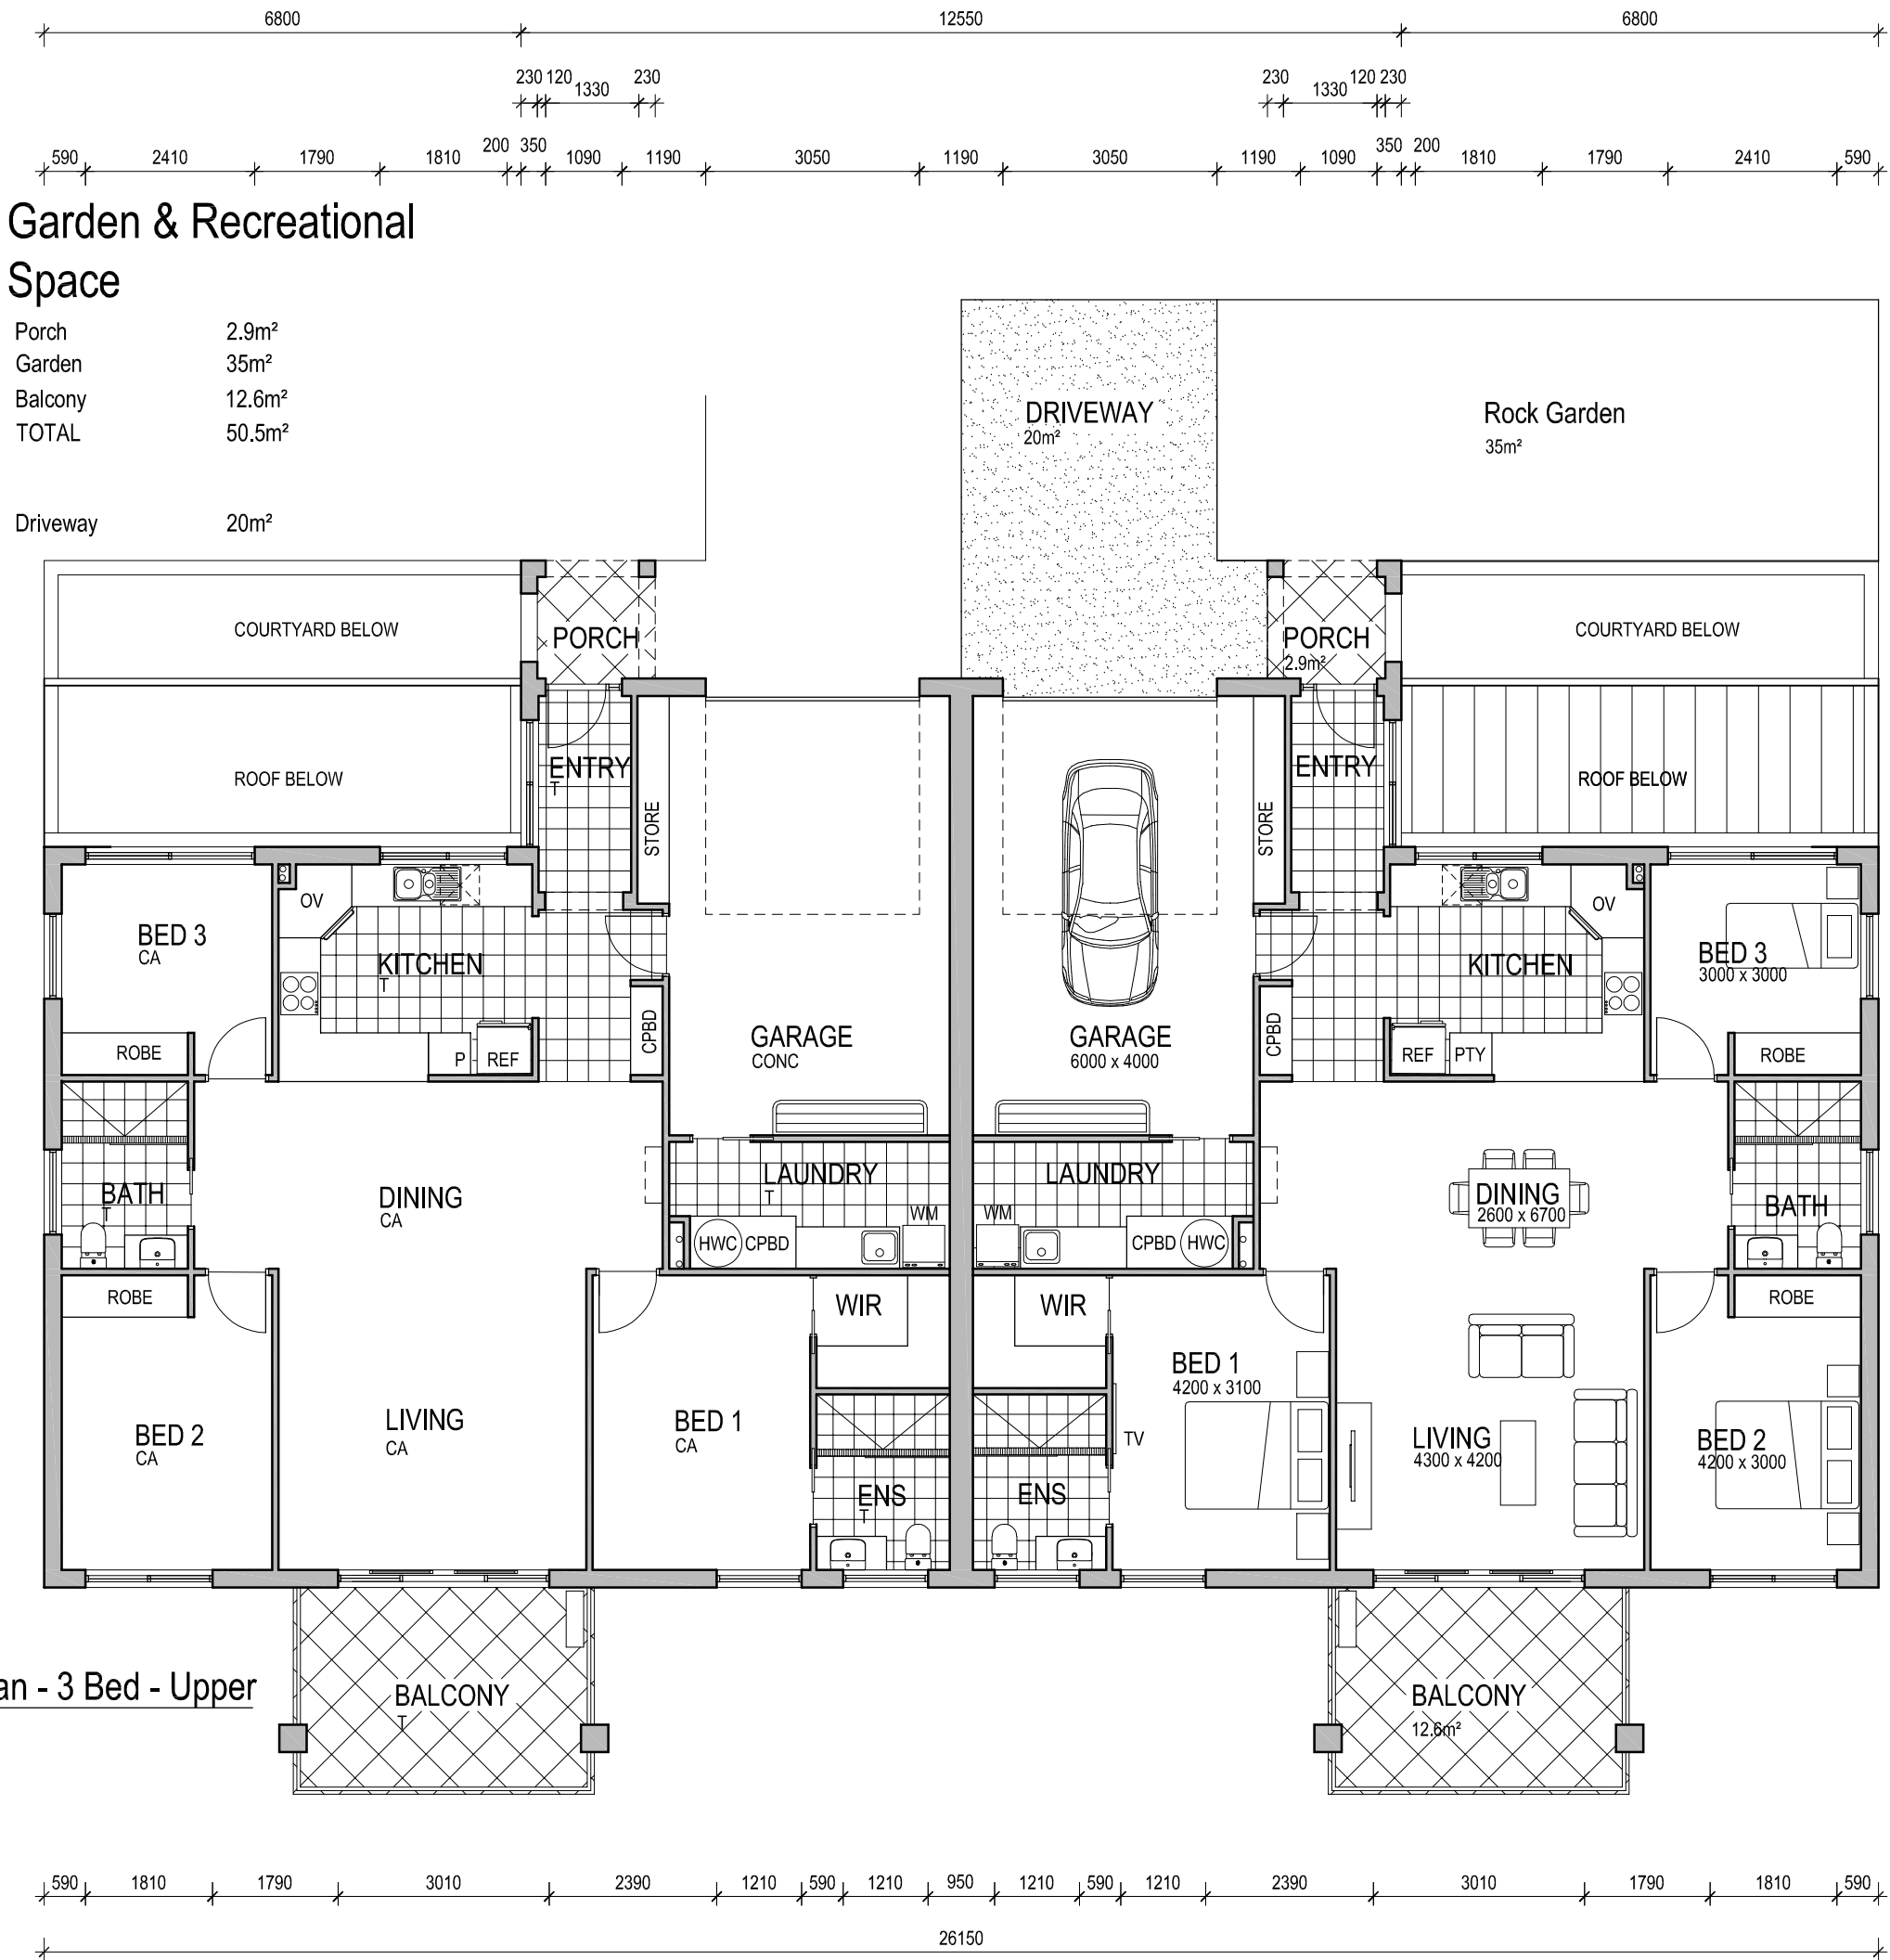 6800 12550 6800
230 120 1330 230 230 1330 120 230
590 2410 1790 1810 200 350 1090 1190 3050 1190 3050 1190 1090 350 200 1810 1790 2410 590
Garden & Recreational
Space
Porch 2.9m²
Garden 35m²
Balcony 12.6m²
TOTAL 50.5m²
Driveway 20m²
DRIVEWAY
20m²
Rock Garden
35m²
COURTYARD BELOW
PORCH
PORCH
2.9m²
COURTYARD BELOW
ROOF BELOW
ENTRY
T
STORE
STORE
ENTRY
ROOF BELOW
OV
OV
BED 3
CA
KITCHEN
T
KITCHEN
BED 3
3000 x 3000
ROBE
P
REF
CPBD
GARAGE
CONC
GARAGE
6000 x 4000
CPBD
REF
PTY
ROBE
BATH
T
DINING
CA
LAUNDRY
T
LAUNDRY
DINING
2600 x 6700
BATH
HWC
CPBD
WM
WM
CPBD
HWC
ROBE
WIR
WIR
ROBE
BED 2
CA
LIVING
CA
BED 1
CA
BED 1
4200 x 3100
TV
LIVING
4300 x 4200
BED 2
4200 x 3000
ENS
T
ENS
an - 3 Bed - Upper
BALCONY
T
BALCONY
12.6m²
590 1810 1790 3010 2390 1210 590 1210 950 1210 590 1210 2390 3010 1790 1810 590
26150